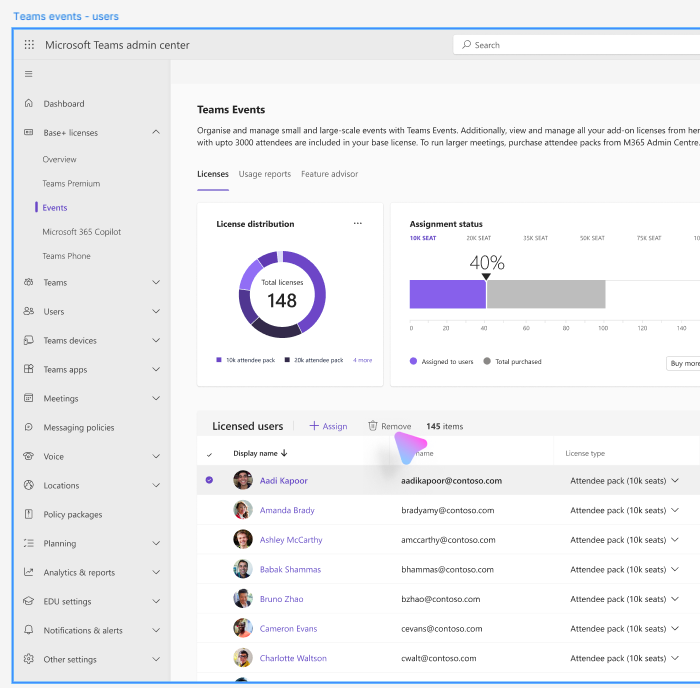 Teams events - users
Microsoft Teams admin center
Search
Dashboard
Base+ licenses
Overview
Teams Premium
Events
Microsoft 365 Copilot
Teams Phone
Teams
Users
Teams devices
Teams apps
Meetings
Messaging policies
Voice
Locations
Policy packages
Planning
Analytics & reports
EDU settings
Notifications & alerts
Other settings
Teams Events
Organise and manage small and large-scale events with Teams Events. Additionally, view and manage all your add-on licenses from her
with upto 3000 attendees are included in your base license. To run larger meetings, purchase attendee packs from M365 Admin Centre.
Licenses Usage reports Feature advisor
License distribution
Total licenses
148
10k attendee pack 20k attendee pack 4 more
Assignment status
10K SEAT 20K SEAT 35K SEAT 50K SEAT 75K SEAT 10
40%
0 20 40 60 80 100 120 140
Assigned to users Total purchased
Buy more
Licensed users Assign Remove 145 items
Display name name License type
Aadi Kapoor aadikapoor@contoso.com Attendee pack (10k seats)
Amanda Brady bradyamy@contoso.com Attendee pack (10k seats)
Ashley McCarthy amccarthy@contoso.com Attendee pack (10k seats)
Babak Shammas bhammas@contoso.com Attendee pack (10k seats)
Bruno Zhao bzhao@contoso.com Attendee pack (10k seats)
Cameron Evans cevans@contoso.com Attendee pack (10k seats)
Charlotte Waltson cwalt@contoso.com Attendee pack (10k seats)